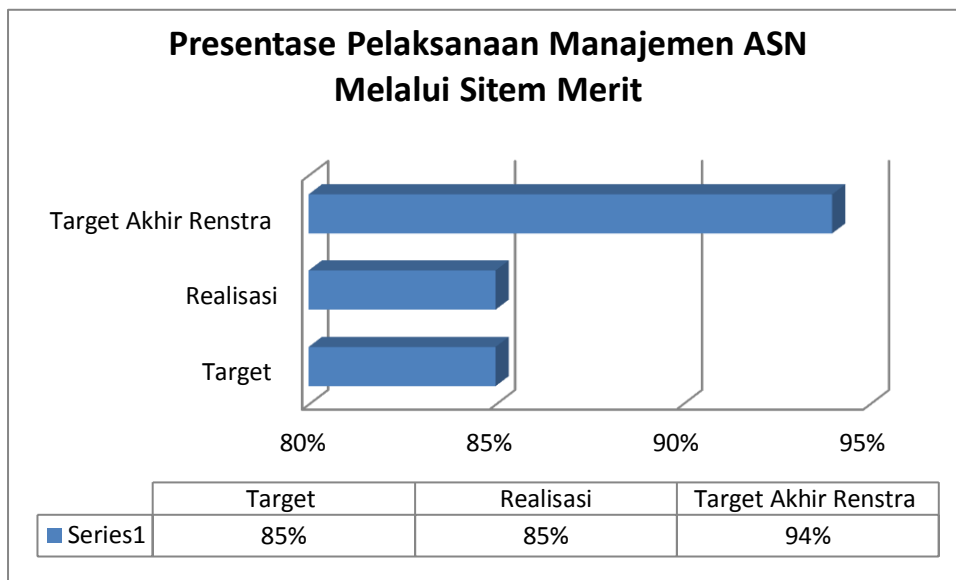 Presentase Pelaksanaan Manajemen ASN
Melalui Sitem Merit
Target Akhir Renstra
Realisasi
Target
80% 85% 90% 95%
Target Realisasi Target Akhir Renstra
Series1 85% 85% 94%